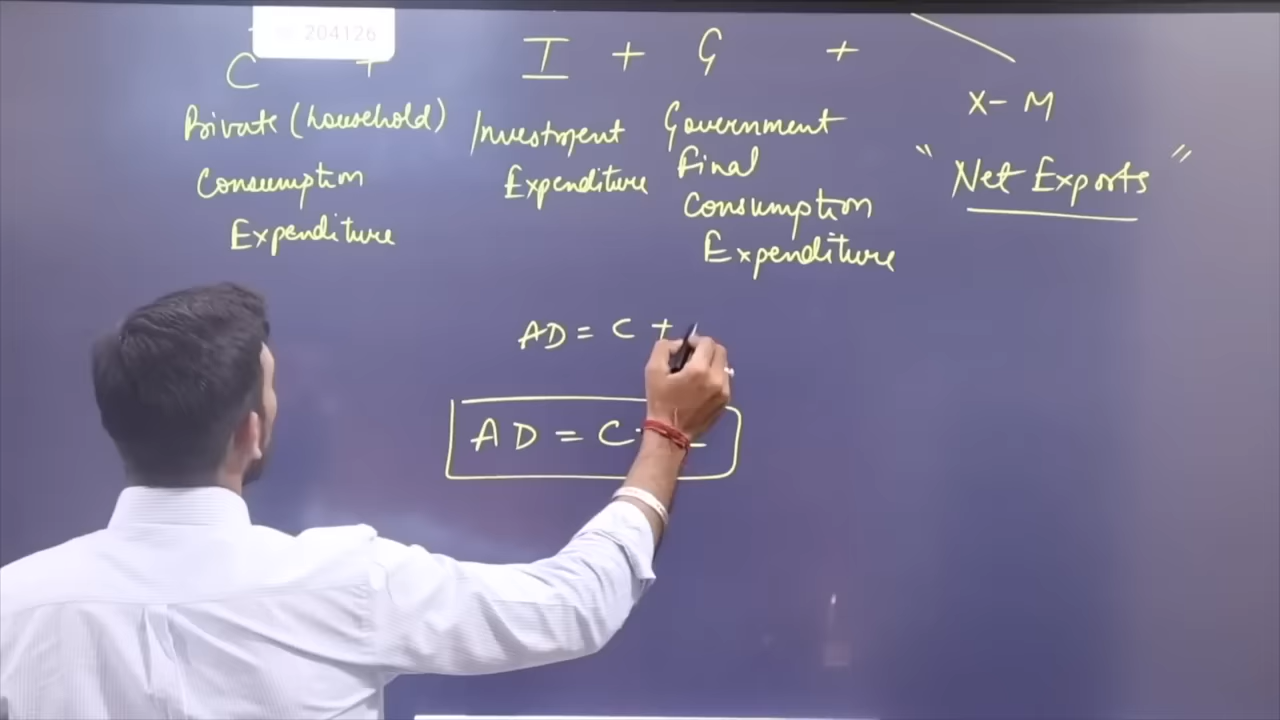 204126
C + I + G +
X - M
Private (household) Investment Government
Consumption Expenditure Final
Expenditure Consumption
Expenditure
" Net Exports "
AD = C +
AD = C